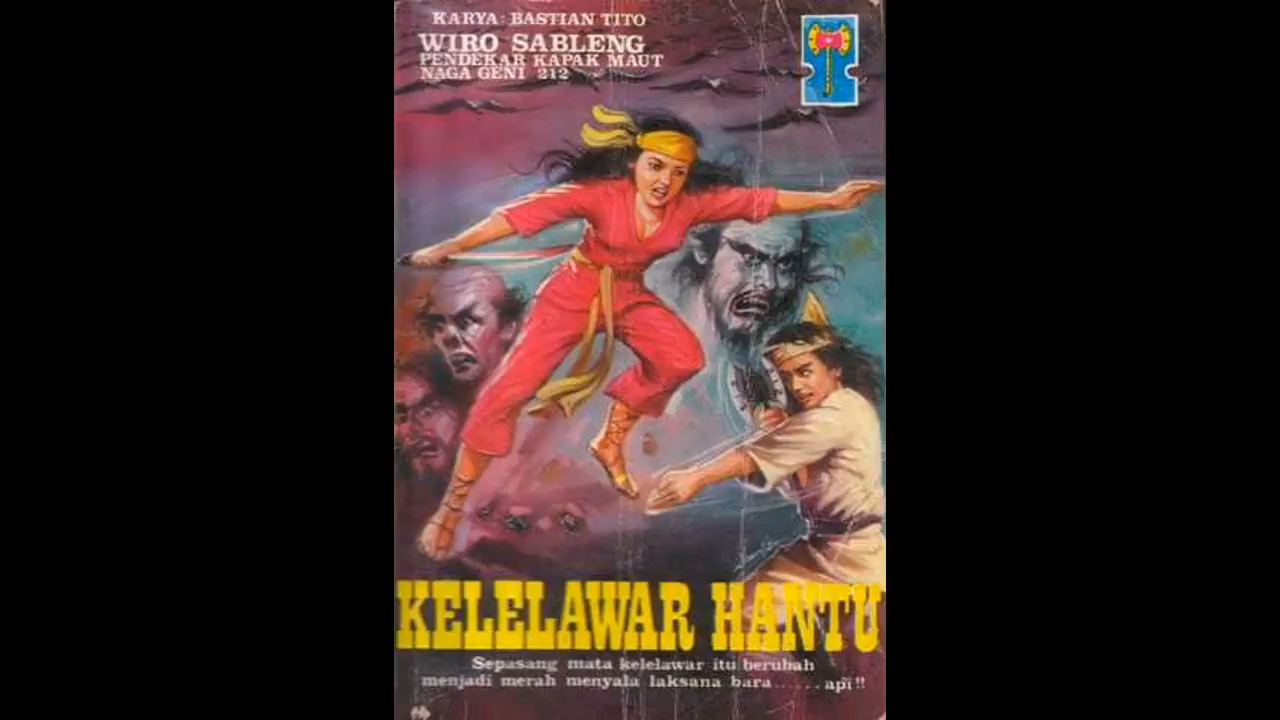 KARYA: BASTIAN TITO
WIRO SABLENG
PENDEKAR KAPAK MAUT
NAGA GENI 212
KELELAWAR HANTU
Sepasang mata kelelawar itu berubah
menjadi merah menyala laksana bara......api!!